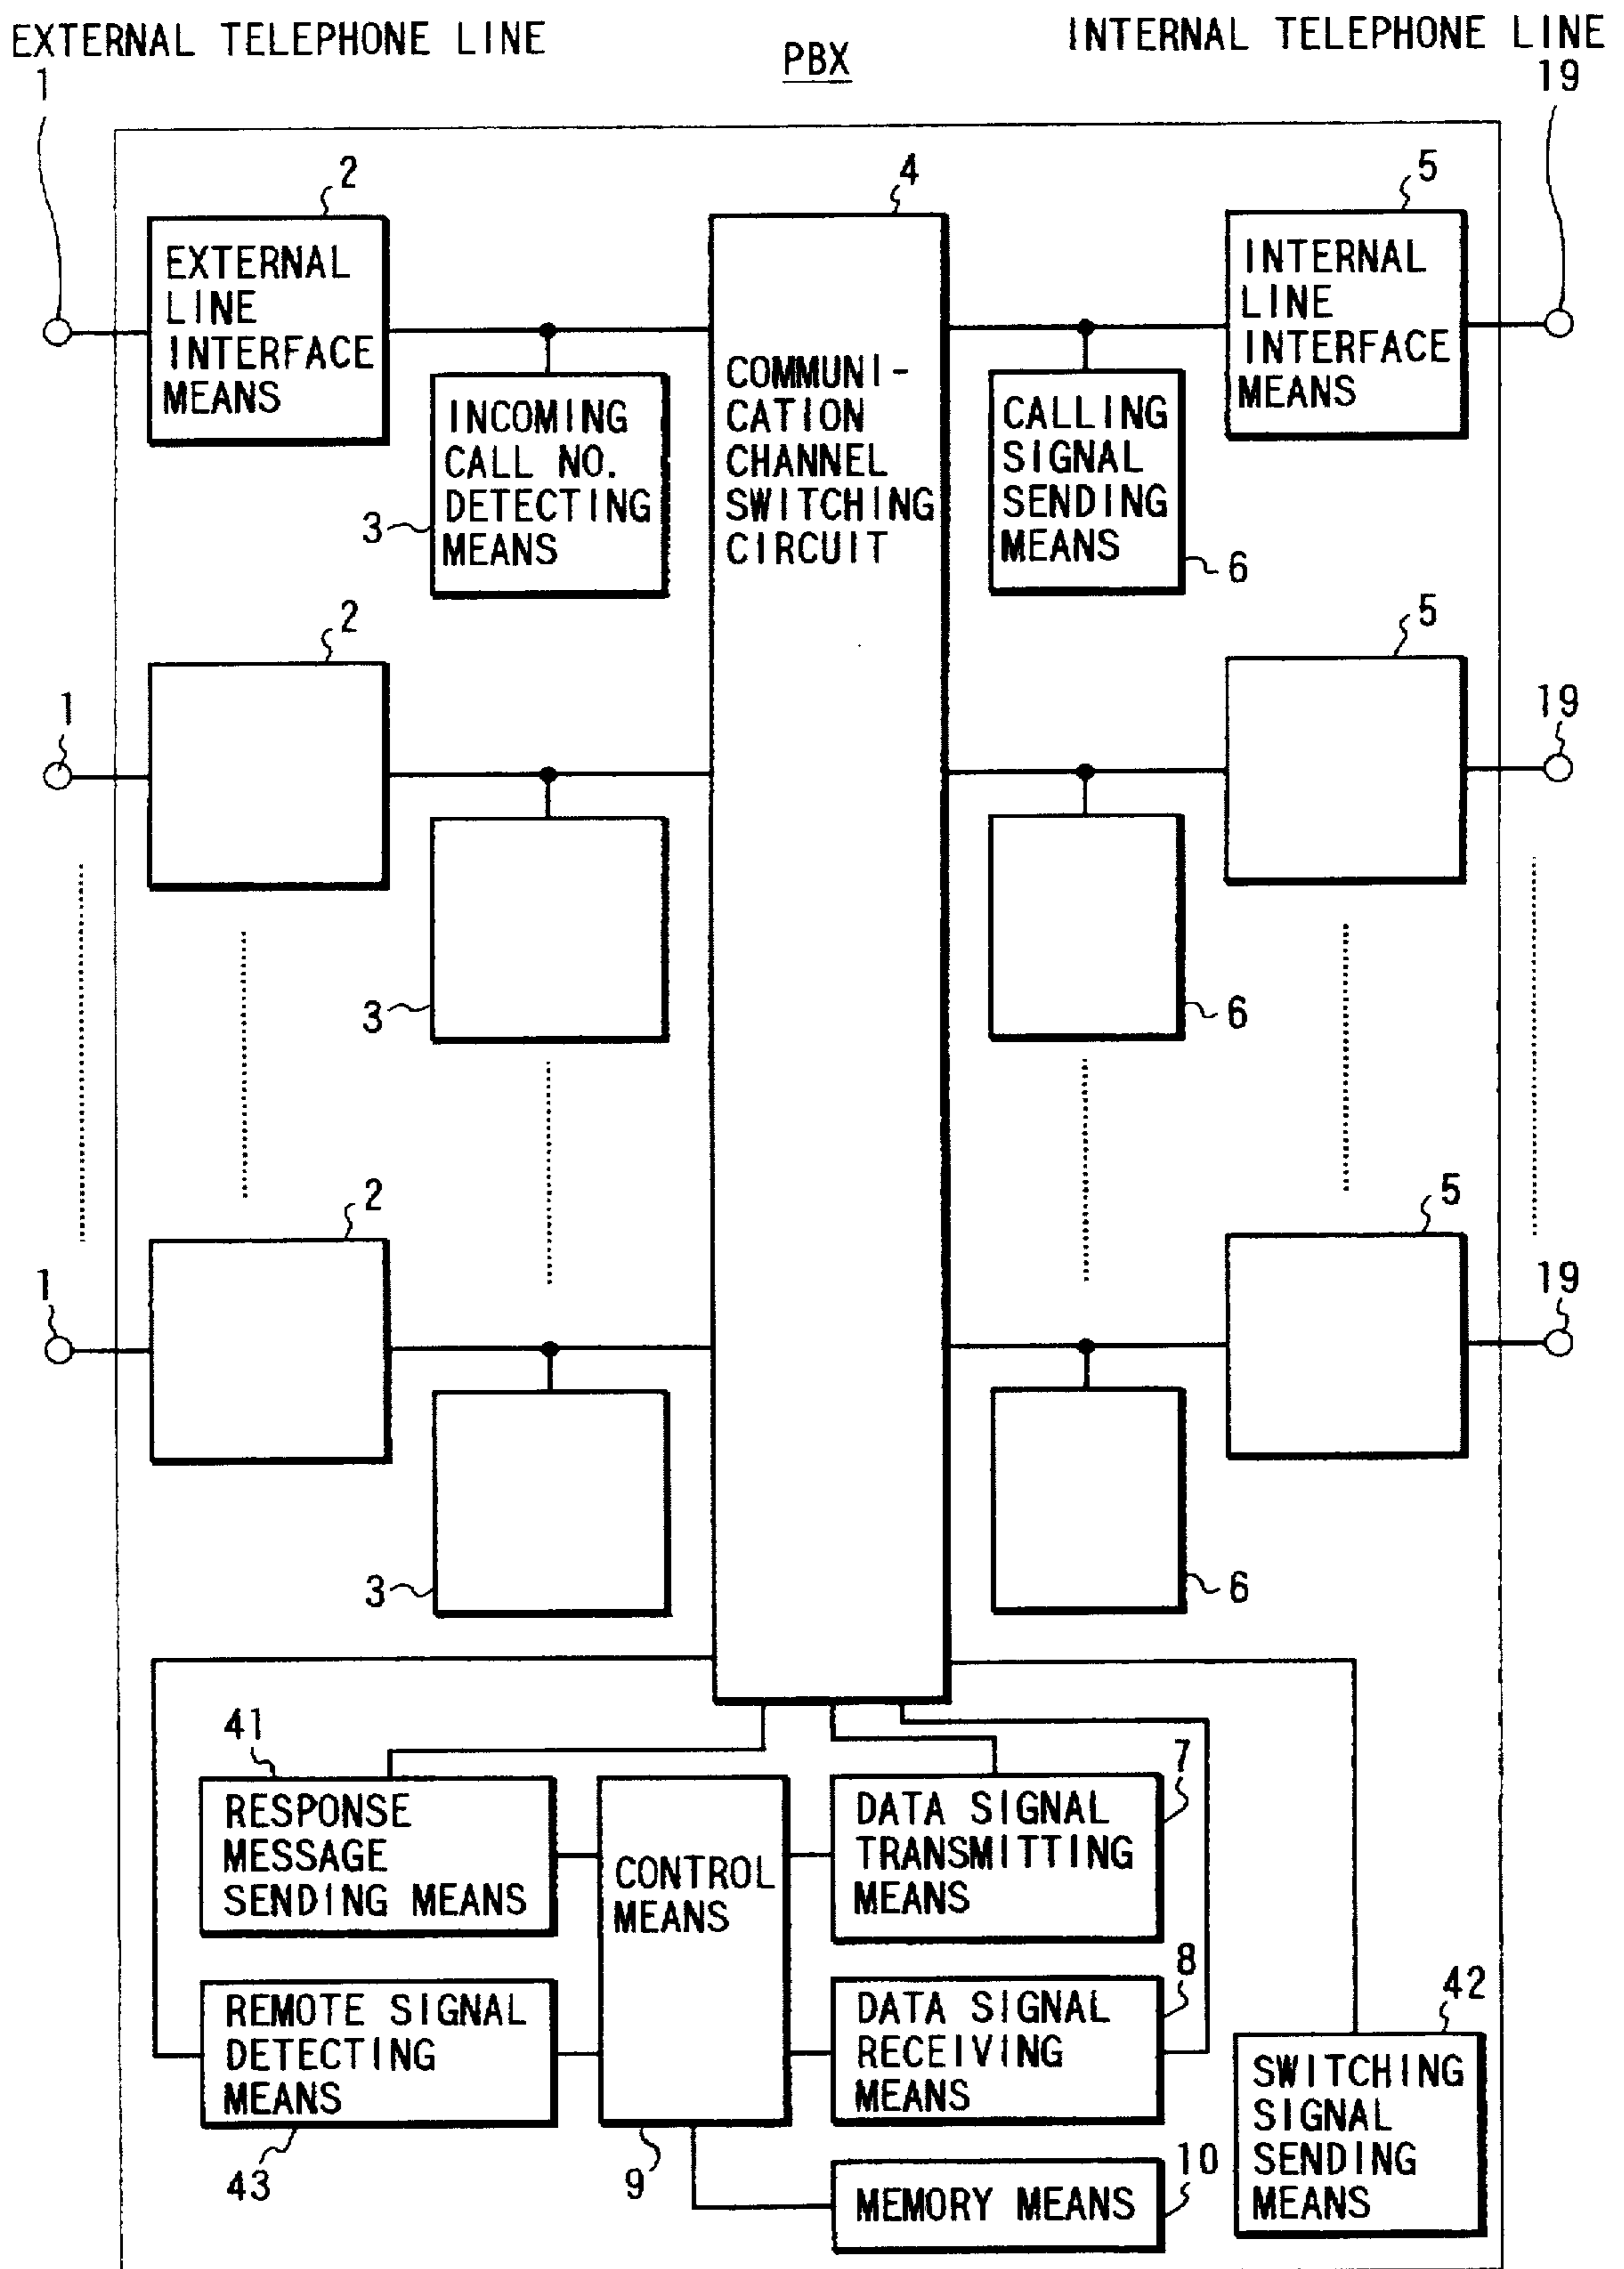 EXTERNAL TELEPHONE LINE
PBX
INTERNAL TELEPHONE LINE
1
19
2
4
5
EXTERNAL
LINE
INTERFACE
MEANS
INCOMING
CALL NO.
DETECTING
MEANS
3
COMMUNI-
CATION
CHANNEL
SWITCHING
CIRCUIT
CALLING
SIGNAL
SENDING
MEANS
6
INTERNAL
LINE
INTERFACE
MEANS
2
5
1
19
3
6
2
5
1
19
3
6
41
RESPONSE
MESSAGE
SENDING MEANS
CONTROL
MEANS
7
DATA SIGNAL
TRANSMITTING
MEANS
REMOTE SIGNAL
DETECTING
MEANS
43
9
8
DATA SIGNAL
RECEIVING
MEANS
10
MEMORY MEANS
42
SWITCHING
SIGNAL
SENDING
MEANS